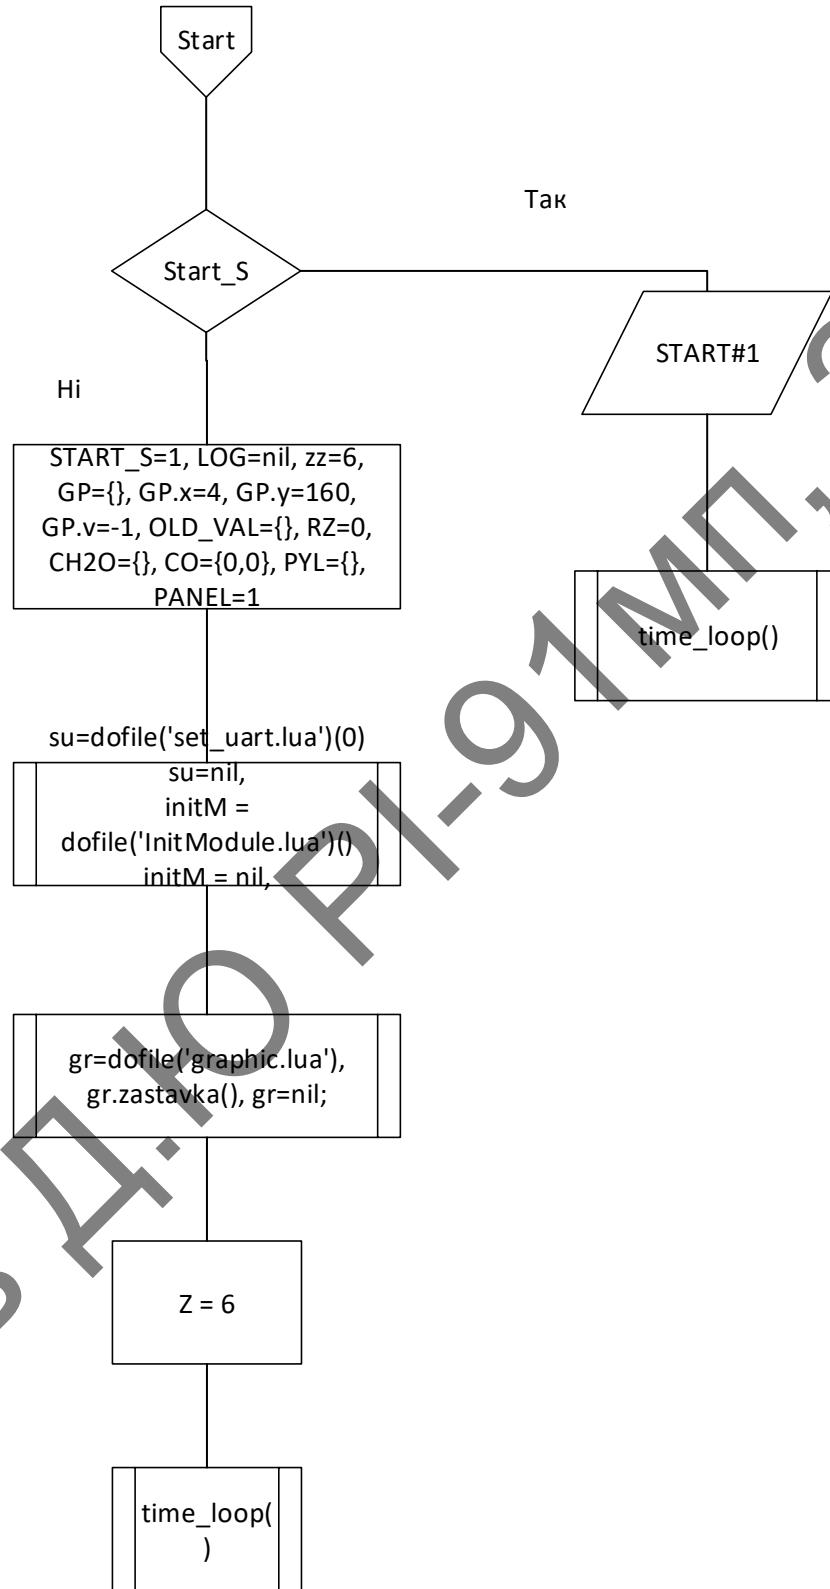 Start
Так
Start_S
START#1
Ні
START_S=1, LOG=nil, zz=6,
GP={}, GP.x=4, GP.y=160,
GP.v=-1, OLD_VAL={}, RZ=0,
CH2O={}, CO={0,0}, PYL={},
PANEL=1
time_loop()
su=dofile('set_uart.lua')(0)
su=nil,
initM =
dofile('InitModule.lua')()
initM = nil,
gr=dofile('graphic.lua'),
gr.zastavka(), gr=nil;
Z = 6
time_loop(
)
Д.Ю РІ-91мп,